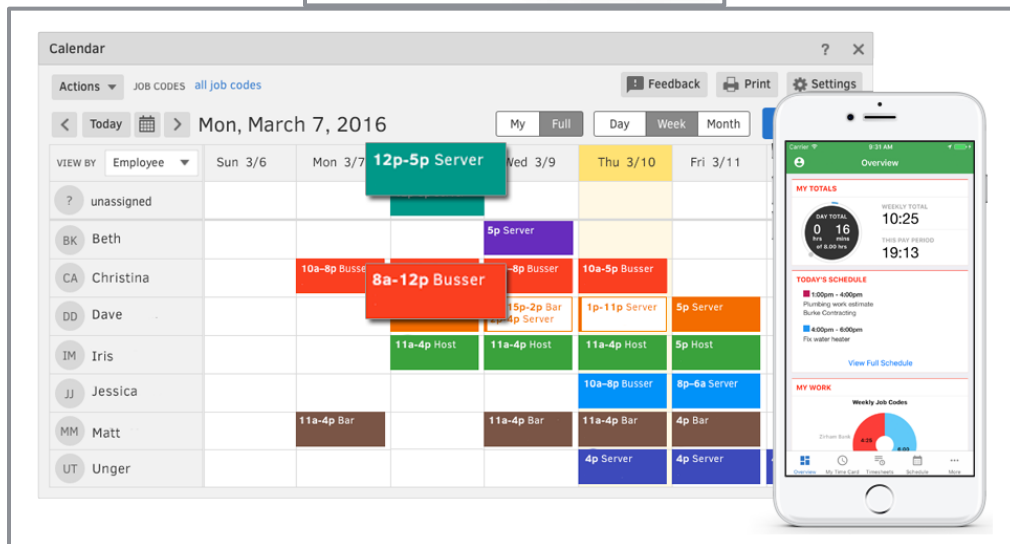 Calendar
? ×
Actions JOB CODES all job codes
Feedback Print Settings
Today Mon, March 7, 2016
My Full Day Week Month
VIEW BY Employee Sun 3/6 Mon 3/7 Wed 3/9 Thu 3/10 Fri 3/11
12p-5p Server
? unassigned
BK Beth
5p Server
CA Christina
10a-8p Busser
8a-12p Busser
-8p Busser 10a-5p Busser
DD Dave
15p-2p Bar
4p Server
1p-11p Server 5p Server
IM Iris
11a-4p Host 11a-4p Host 11a-4p Host 5p Host
JJ Jessica
10a-8p Busser 8p-6a Server
MM Matt
11a-4p Bar 11a-4p Bar 11a-4p Bar 4p Bar
UT Unger
4p Server 4p Server
Carrier 9:31 AM
Overview
MY TOTALS
DAY TOTAL
0 16
hrs mins
of 8.00 hrs
WEEKLY TOTAL
10:25
THIS PAY PERIOD
19:13
TODAY'S SCHEDULE
1:00pm - 4:00pm
Plumbing work estimate
Burke Contracting
4:00pm - 6:00pm
Fix water heater
View Full Schedule
MY WORK
Weekly Job Codes
4:25
6:00
Overview My Time Card Timesheets Schedule More